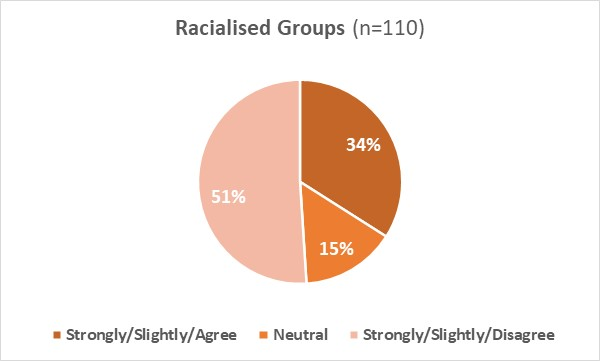 Racialised Groups (n=110)
34%
51%
15%
Strongly/Slightly/Agree Neutral Strongly/Slightly/Disagree